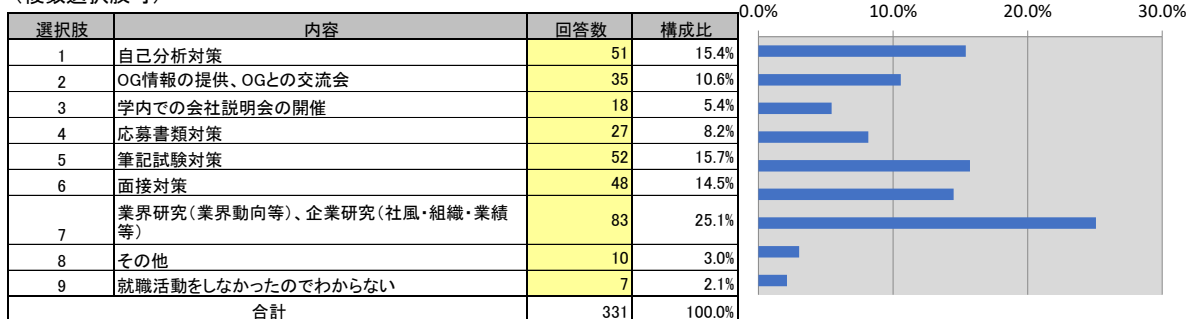 （複数選択肢可）
0.0% 10.0% 20.0% 30.0%
選択肢 内容 回答数 構成比
1 自己分析対策 51 15.4%
2 OG情報の提供、OGとの交流会 35 10.6%
3 学内での会社説明会の開催 18 5.4%
4 応募書類対策 27 8.2%
5 筆記試験対策 52 15.7%
6 面接対策 48 14.5%
7 業界研究（業界動向等）、企業研究（社風・組織・業績
等） 83 25.1%
8 その他 10 3.0%
9 就職活動をしなかったのでわからない 7 2.1%
合計 331 100.0%